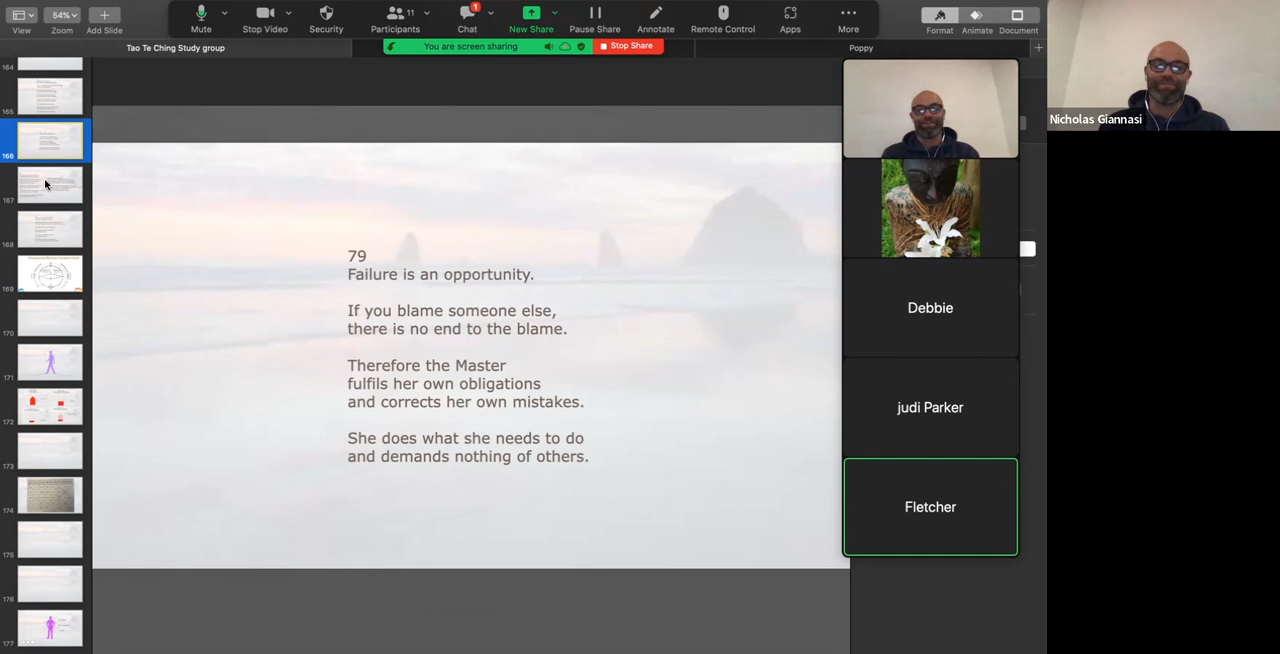 View
54%
Zoom
Add Slide
Mute
Stop Video
Security
11
Participants
1
Chat
New Share
Pause Share
Annotate
Remote Control
Apps
More
Format
Animate
Document
Tao Te Ching Study group
You are screen sharing
Stop Share
Poppy
164
165
166
167
168
169
170
171
172
173
174
175
176
177
79
Failure is an opportunity.
If you blame someone else,
there is no end to the blame.
Therefore the Master
fulfils her own obligations
and corrects her own mistakes.
She does what she needs to do
and demands nothing of others.
Debbie
judi Parker
Fletcher
Nicholas Giannasi